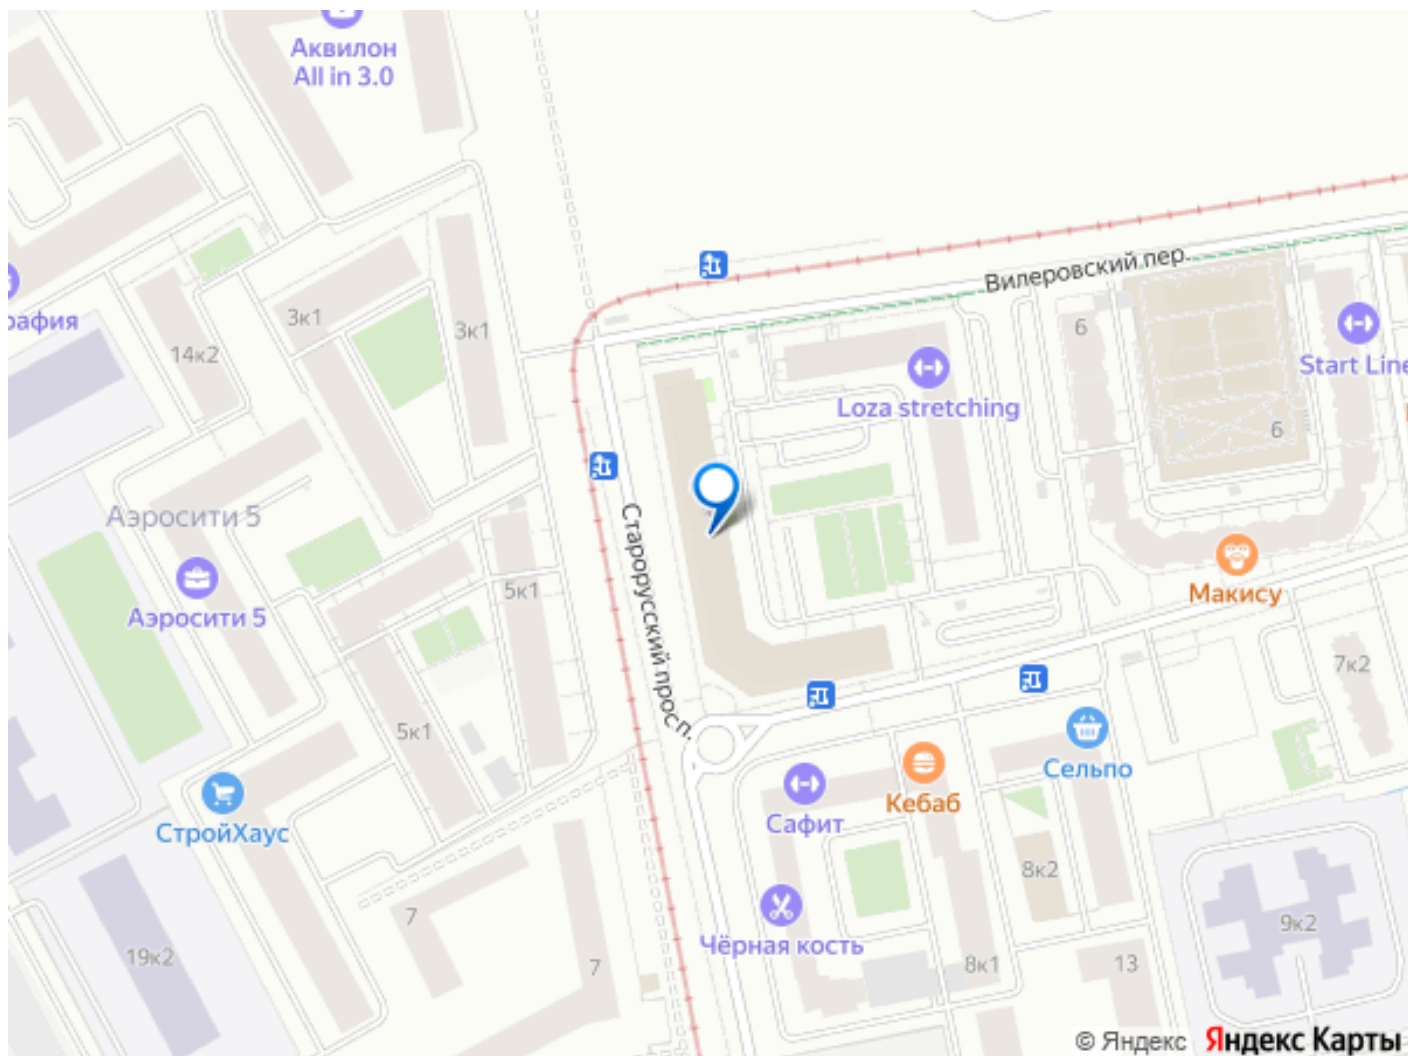 Аквилон
All in 3.0
Вилеровский пер.
3к1
3к1
рафия
14к2
6
Start Line
Loza stretching
6
Аэросити 5
Старорусский просп.
Аэросити 5
5к1
Макису
7к2
5к1
Сельпо
Кебаб
СтройХаус
Сафит
8к2
7
9к2
Чёрная кость
19к2
7
8к1
13
© Яндекс Яндекс Карты